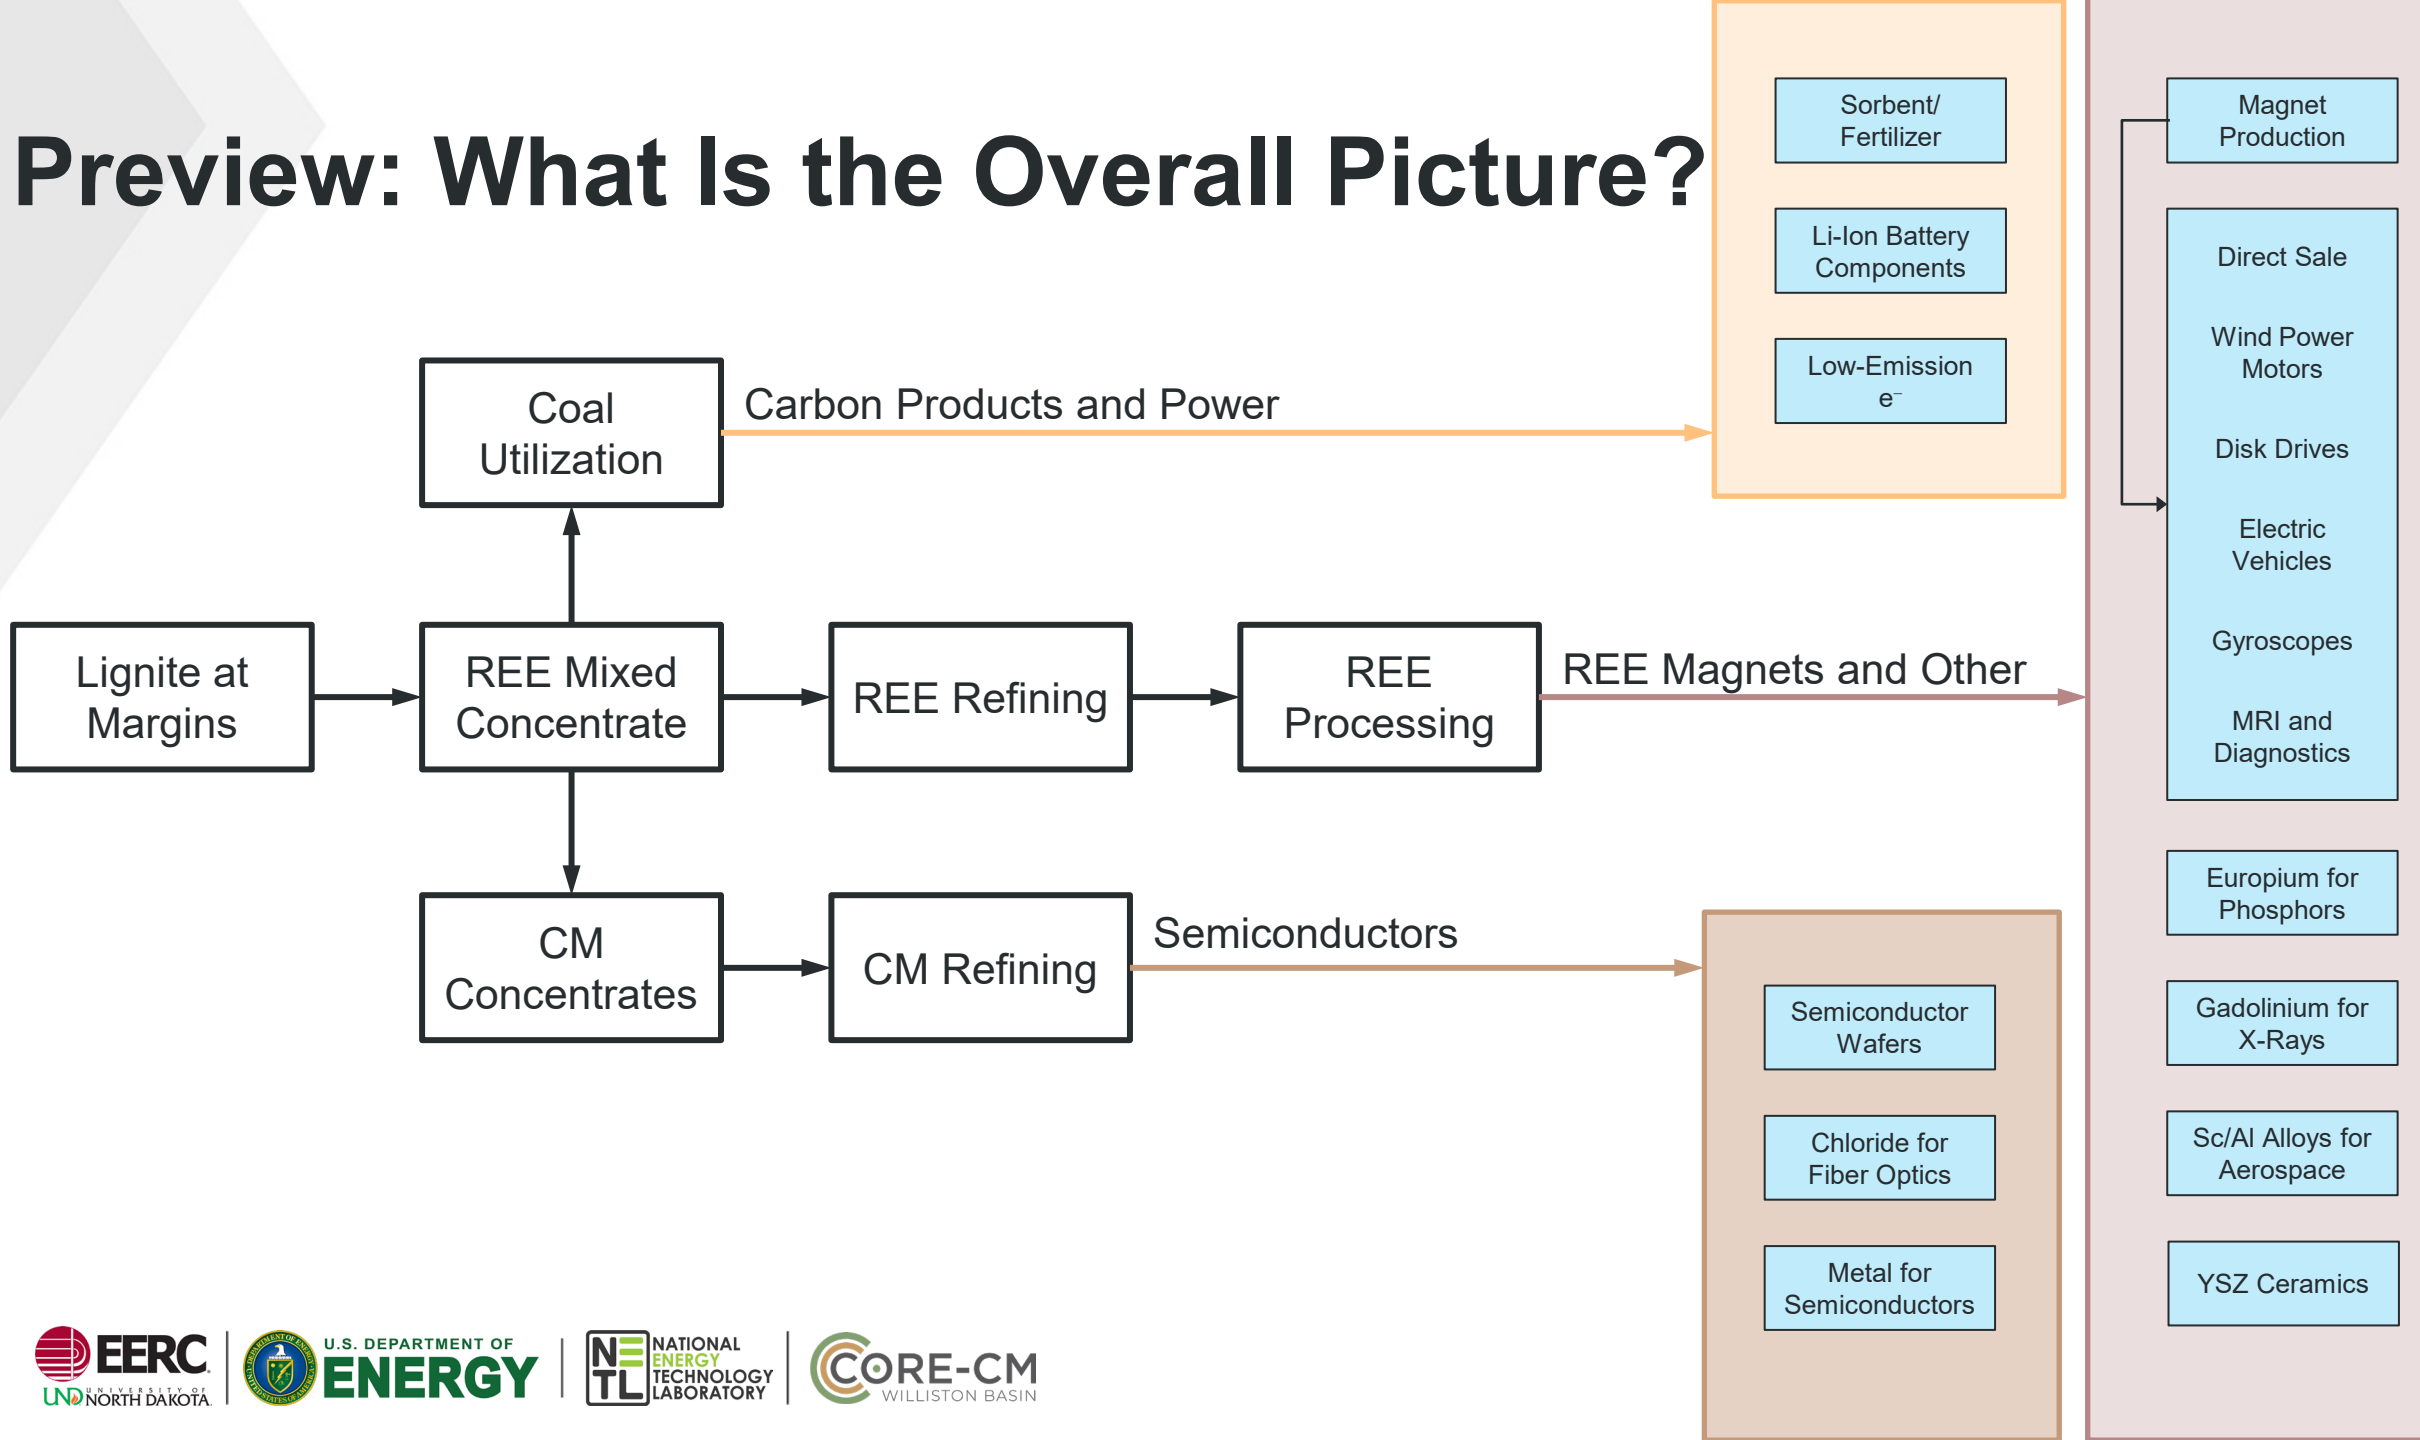 Preview: What Is the Overall Picture?
Coal
Utilization
Carbon Products and Power
Lignite at
Margins
REE Mixed
Concentrate
REE Refining
REE
Processing
REE Magnets and Other
CM
Concentrates
CM Refining
Semiconductors
Sorbent/
Fertilizer
Li-Ion Battery
Components
Low-Emission
e⁻
Semiconductor
Wafers
Chloride for
Fiber Optics
Metal for
Semiconductors
Magnet
Production
Direct Sale
Wind Power
Motors
Disk Drives
Electric
Vehicles
Gyroscopes
MRI and
Diagnostics
Europium for
Phosphors
Gadolinium for
X-Rays
Sc/Al Alloys for
Aerospace
YSZ Ceramics
EERC
UND UNIVERSITY OF
NORTH DAKOTA
U.S. DEPARTMENT OF
ENERGY
NETL
NATIONAL
ENERGY
TECHNOLOGY
LABORATORY
CORE-CM
WILLISTON BASIN